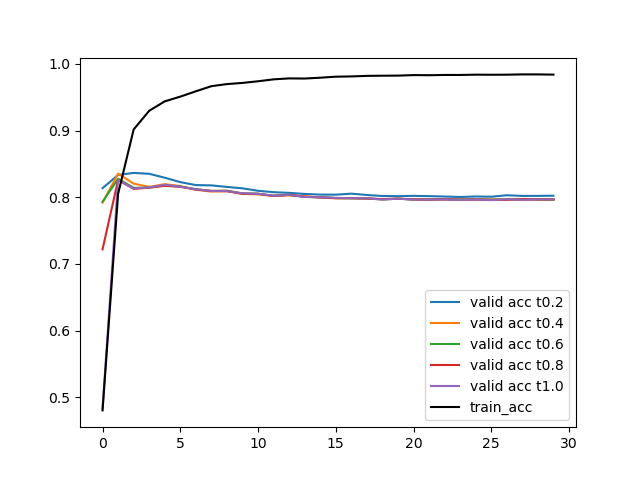 1.0
0.9
0.8
0.7
0.6
0.5
0 5 10 15 20 25 30
valid acc t0.2
valid acc t0.4
valid acc t0.6
valid acc t0.8
valid acc t1.0
train_acc